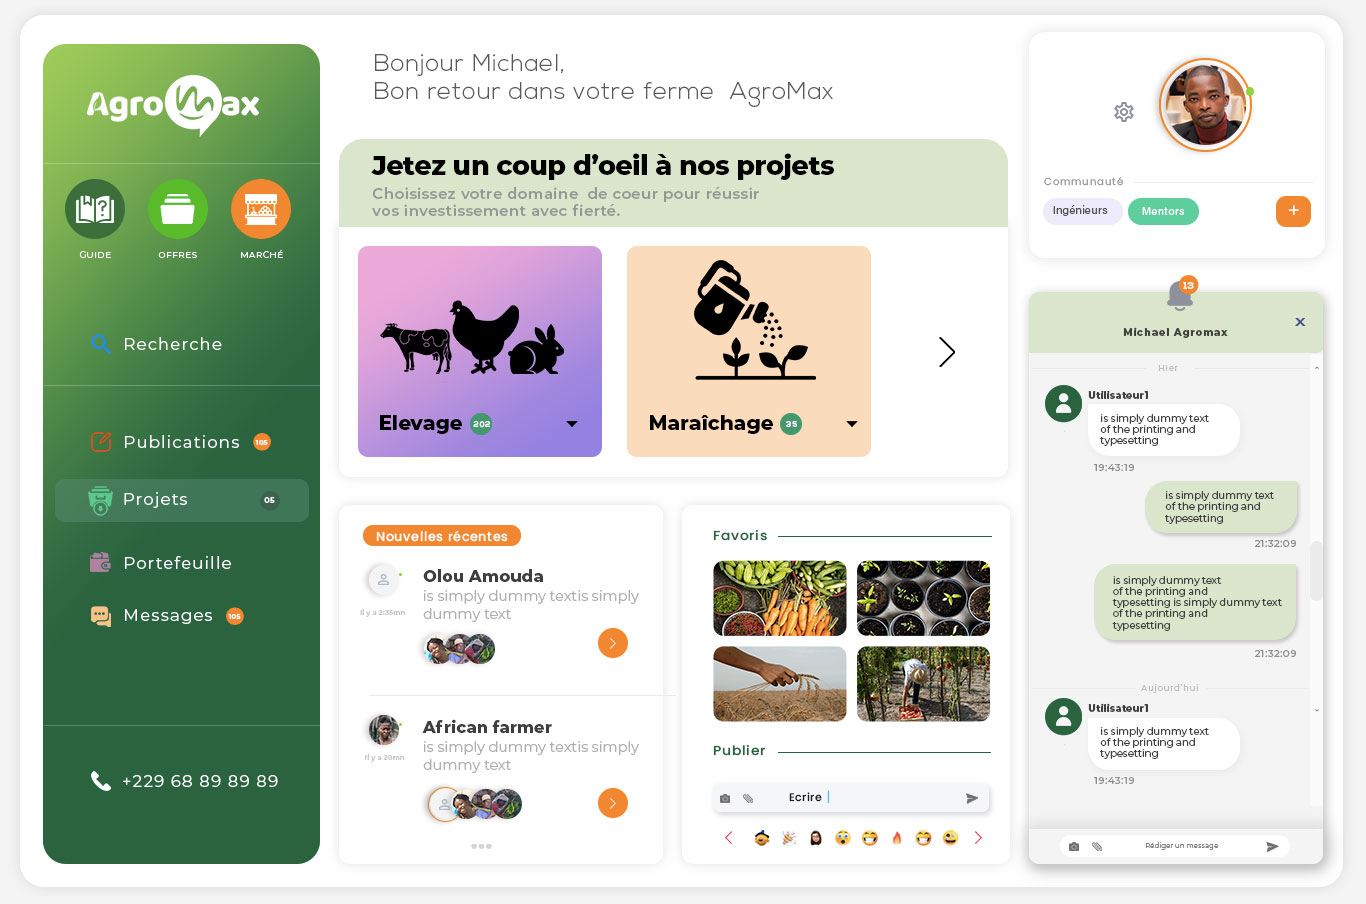 AgroMax
GUIDE
OFFRES
MARCHÉ
Recherche
Publications
105
Projets
05
Portefeuille
Messages
105
+229 68 89 89 89
Bonjour Michael,
Bon retour dans votre ferme AgroMax
Jetez un coup d’oeil à nos projets
Choisissez votre domaine de coeur pour réussir
vos investissement avec fierté.
Elevage
202
Maraîchage
35
Nouvelles récentes
Olou Amouda
is simply dummy textis simply
dummy text
Il y a 2:36mn
African farmer
is simply dummy textis simply
dummy text
Il y a 20mn
Favoris
Publier
Ecrire
Communauté
Ingénieurs
Mentors
+
13
Michael Agromax
x
Hier
Utilisateur1
is simply dummy text
of the printing and
typesetting
19:43:19
is simply dummy text
of the printing and
typesetting
21:32:09
is simply dummy text
of the printing and
typesetting is simply dummy text
of the printing and
typesetting
21:32:09
Aujourd'hui
Utilisateur1
is simply dummy text
of the printing and
typesetting
19:43:19
Rédiger un message